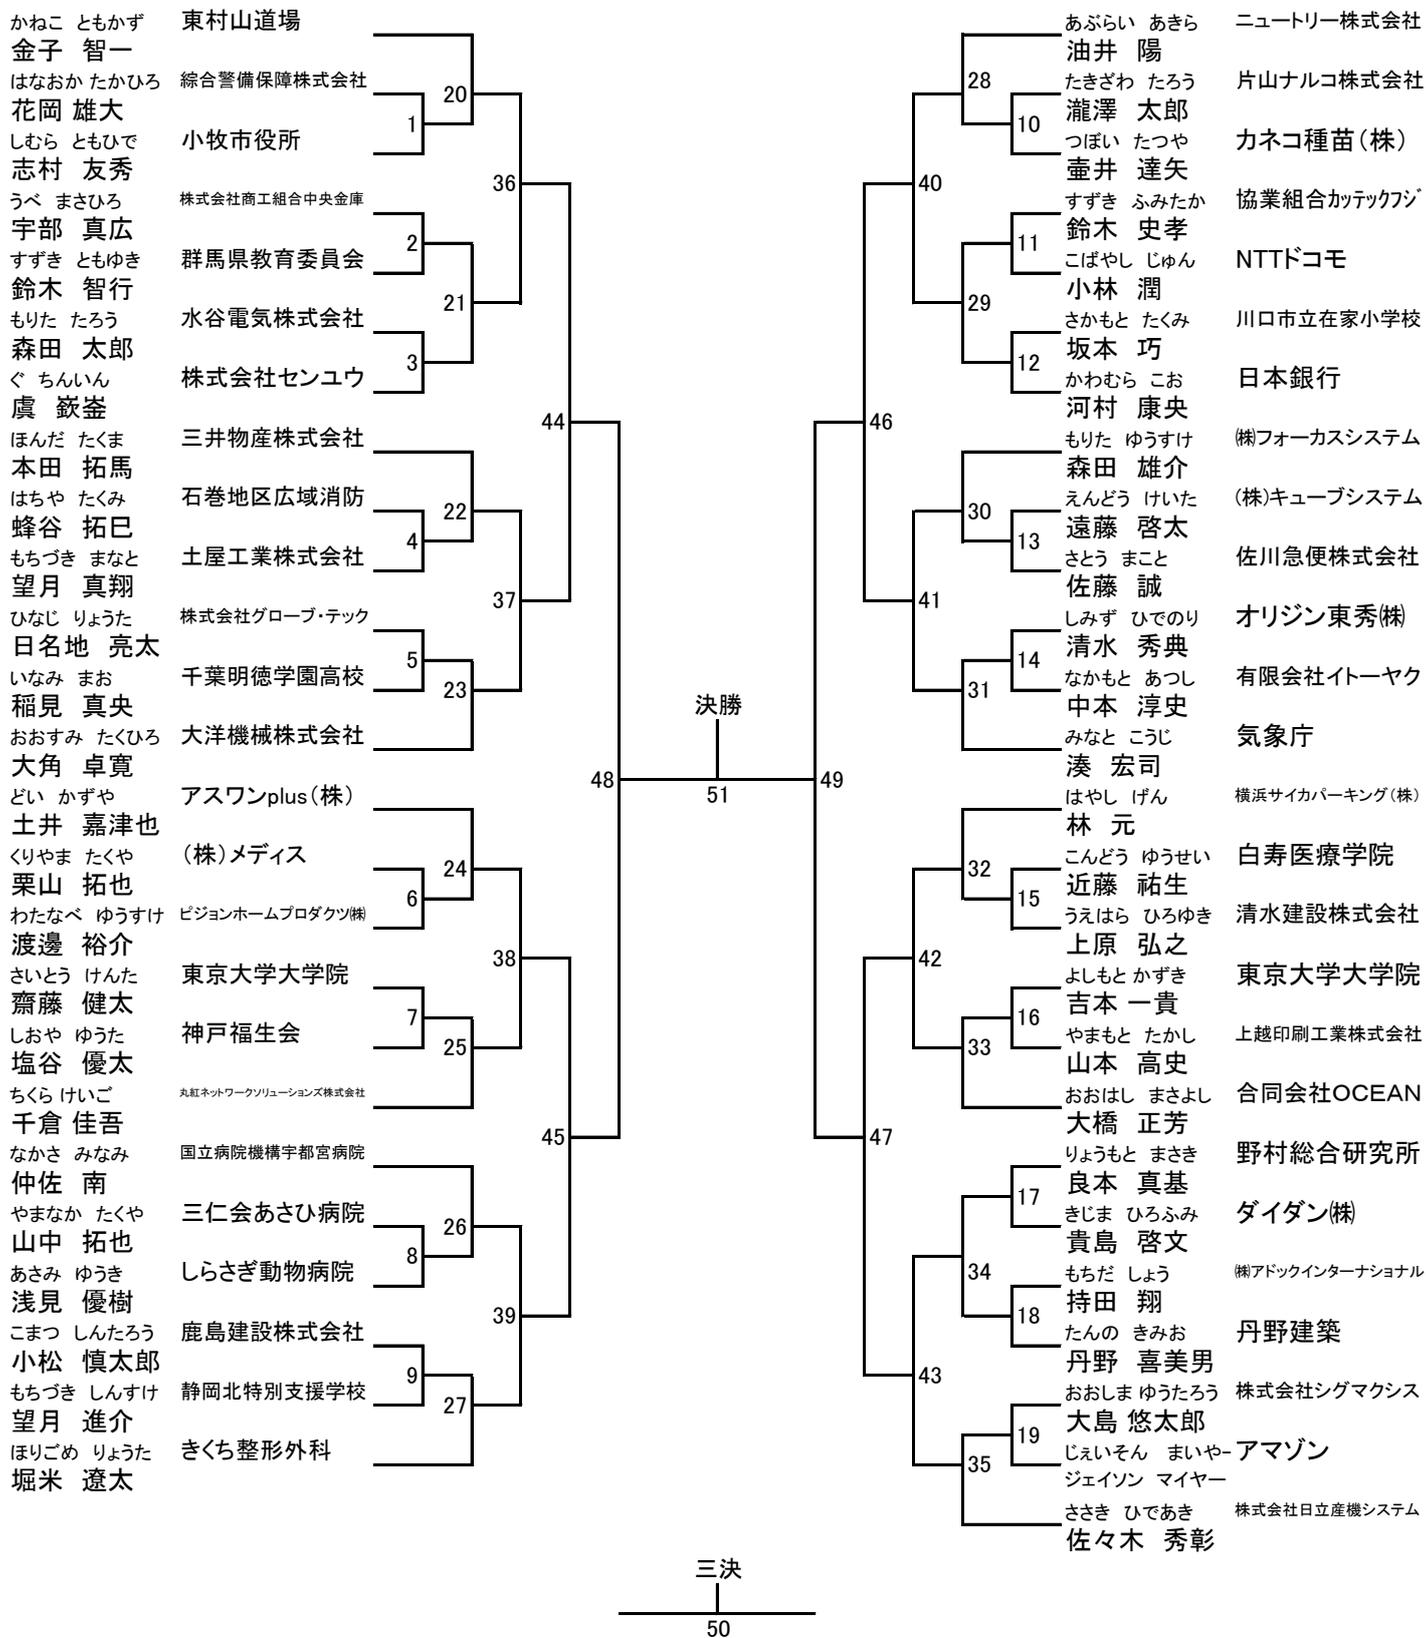 かねこ ともかず 東村山道場
金子 智一
はなおか たかひろ 綜合警備保障株式会社
花岡 雄大
しむら ともひで 小牧市役所
志村 友秀
うべ まさひろ 株式会社商工組合中央金庫
宇部 真広
すずき ともゆき 群馬県教育委員会
鈴木 智行
もりた たろう 水谷電気株式会社
森田 太郎
ぐ ちんいん 株式会社センユウ
虞 嶔崟
ほんだ たくま 三井物産株式会社
本田 拓馬
はちや たくみ 石巻地区広域消防
蜂谷 拓巳
もちづき まなと 土屋工業株式会社
望月 真翔
ひなじ りょうた 株式会社グローブ・テック
日名地 亮太
いなみ まお 千葉明徳学園高校
稲見 真央
おおすみ たくひろ 大洋機械株式会社
大角 卓寛
どい かずや アスワンplus(株)
土井 嘉津也
くりやま たくや (株)メディス
栗山 拓也
わたなべ ゆうすけ ピジョンホームプロダクツ㈱
渡邊 裕介
さいとう けんた 東京大学大学院
齋藤 健太
しおや ゆうた 神戸福生会
塩谷 優太
ちくら けいご 丸紅ネットワークソリューションズ株式会社
千倉 佳吾
なかさ みなみ 国立病院機構宇都宮病院
仲佐 南
やまなか たくや 三仁会あさひ病院
山中 拓也
あさみ ゆうき しらさぎ動物病院
浅見 優樹
こまつ しんたろう 鹿島建設株式会社
小松 慎太郎
もちづき しんすけ 静岡北特別支援学校
望月 進介
ほりごめ りょうた きくち整形外科
堀米 遼太
1
2
3
4
5
6
7
8
9
20
21
22
23
24
25
26
27
36
37
38
39
44
45
48
決勝
51
49
46
47
40
41
42
43
28
29
30
31
32
33
34
35
10
11
12
13
14
15
16
17
18
19
あぶらい あきら ニュートリー株式会社
油井 陽
たきざわ たろう 片山ナルコ株式会社
瀧澤 太郎
つぼい たつや カネコ種苗(株)
壷井 達矢
すずき ふみたか 協業組合ｶｯﾃｯｸﾌｼﾞ
鈴木 史孝
こばやし じゅん NTTドコモ
小林 潤
さかもと たくみ 川口市立在家小学校
坂本 巧
かわむら こお 日本銀行
河村 康央
もりた ゆうすけ ㈱フォーカスシステム
森田 雄介
えんどう けいた (株)キューブシステム
遠藤 啓太
さとう まこと 佐川急便株式会社
佐藤 誠
しみず ひでのり オリジン東秀㈱
清水 秀典
なかもと あつし 有限会社イトーヤク
中本 淳史
みなと こうじ 気象庁
湊 宏司
はやし げん 横浜サイカパーキング(株)
林 元
こんどう ゆうせい 白寿医療学院
近藤 祐生
うえはら ひろゆき 清水建設株式会社
上原 弘之
よしもと かずき 東京大学大学院
吉本 一貴
やまもと たかし 上越印刷工業株式会社
山本 高史
おおはし まさよし 合同会社OCEAN
大橋 正芳
りょうもと まさき 野村総合研究所
良本 真基
きじま ひろふみ ダイダン㈱
貴島 啓文
もちだ しょう ㈱アドックインターナショナル
持田 翔
たんの きみお 丹野建築
丹野 喜美男
おおしま ゆうたろう 株式会社シグマクシス
大島 悠太郎
じぇいそん まいやー アマゾン
ジェイソン マイヤー
ささき ひであき 株式会社日立産機システム
佐々木 秀彰
三決
50